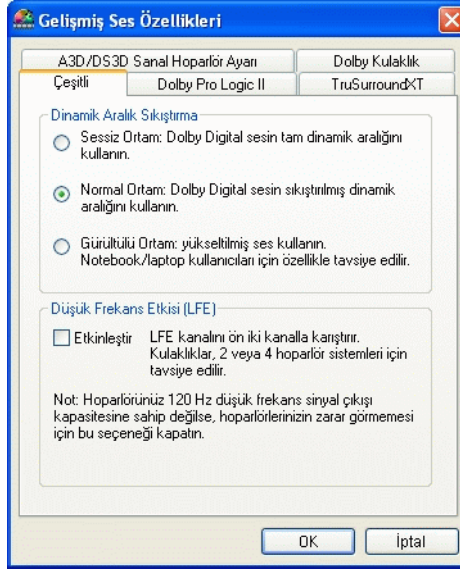 Gelişmiş Ses Özellikleri
A3D/DS3D Sanal Hoparlör Ayarı
Dolby Kulaklık
Çeşitli
Dolby Pro Logic II
TruSurroundXT
Dinamik Aralık Sıkıştırma
Sessiz Ortam: Dolby Digital sesin tam dinamik aralığını
kullanın.
Normal Ortam: Dolby Digital sesin sıkıştırılmış dinamik
aralığını kullanın.
Gürültülü Ortam: yükseltilmiş ses kullanın.
Notebook/laptop kullanıcıları için özellikle tavsiye edilir.
Düşük Frekans Etkisi (LFE)
Etkinleştir
LFE kanalını ön iki kanalla karıştırır.
Kulaklıklar, 2 veya 4 hoparlör sistemleri için
tavsiye edilir.
Not: Hoparlörünüz 120 Hz düşük frekans sinyal çıkışı
kapasitesine sahip değilse, hoparlörlerinizin zarar görmemesi
için bu seçeneği kapatın.
OK
İptal